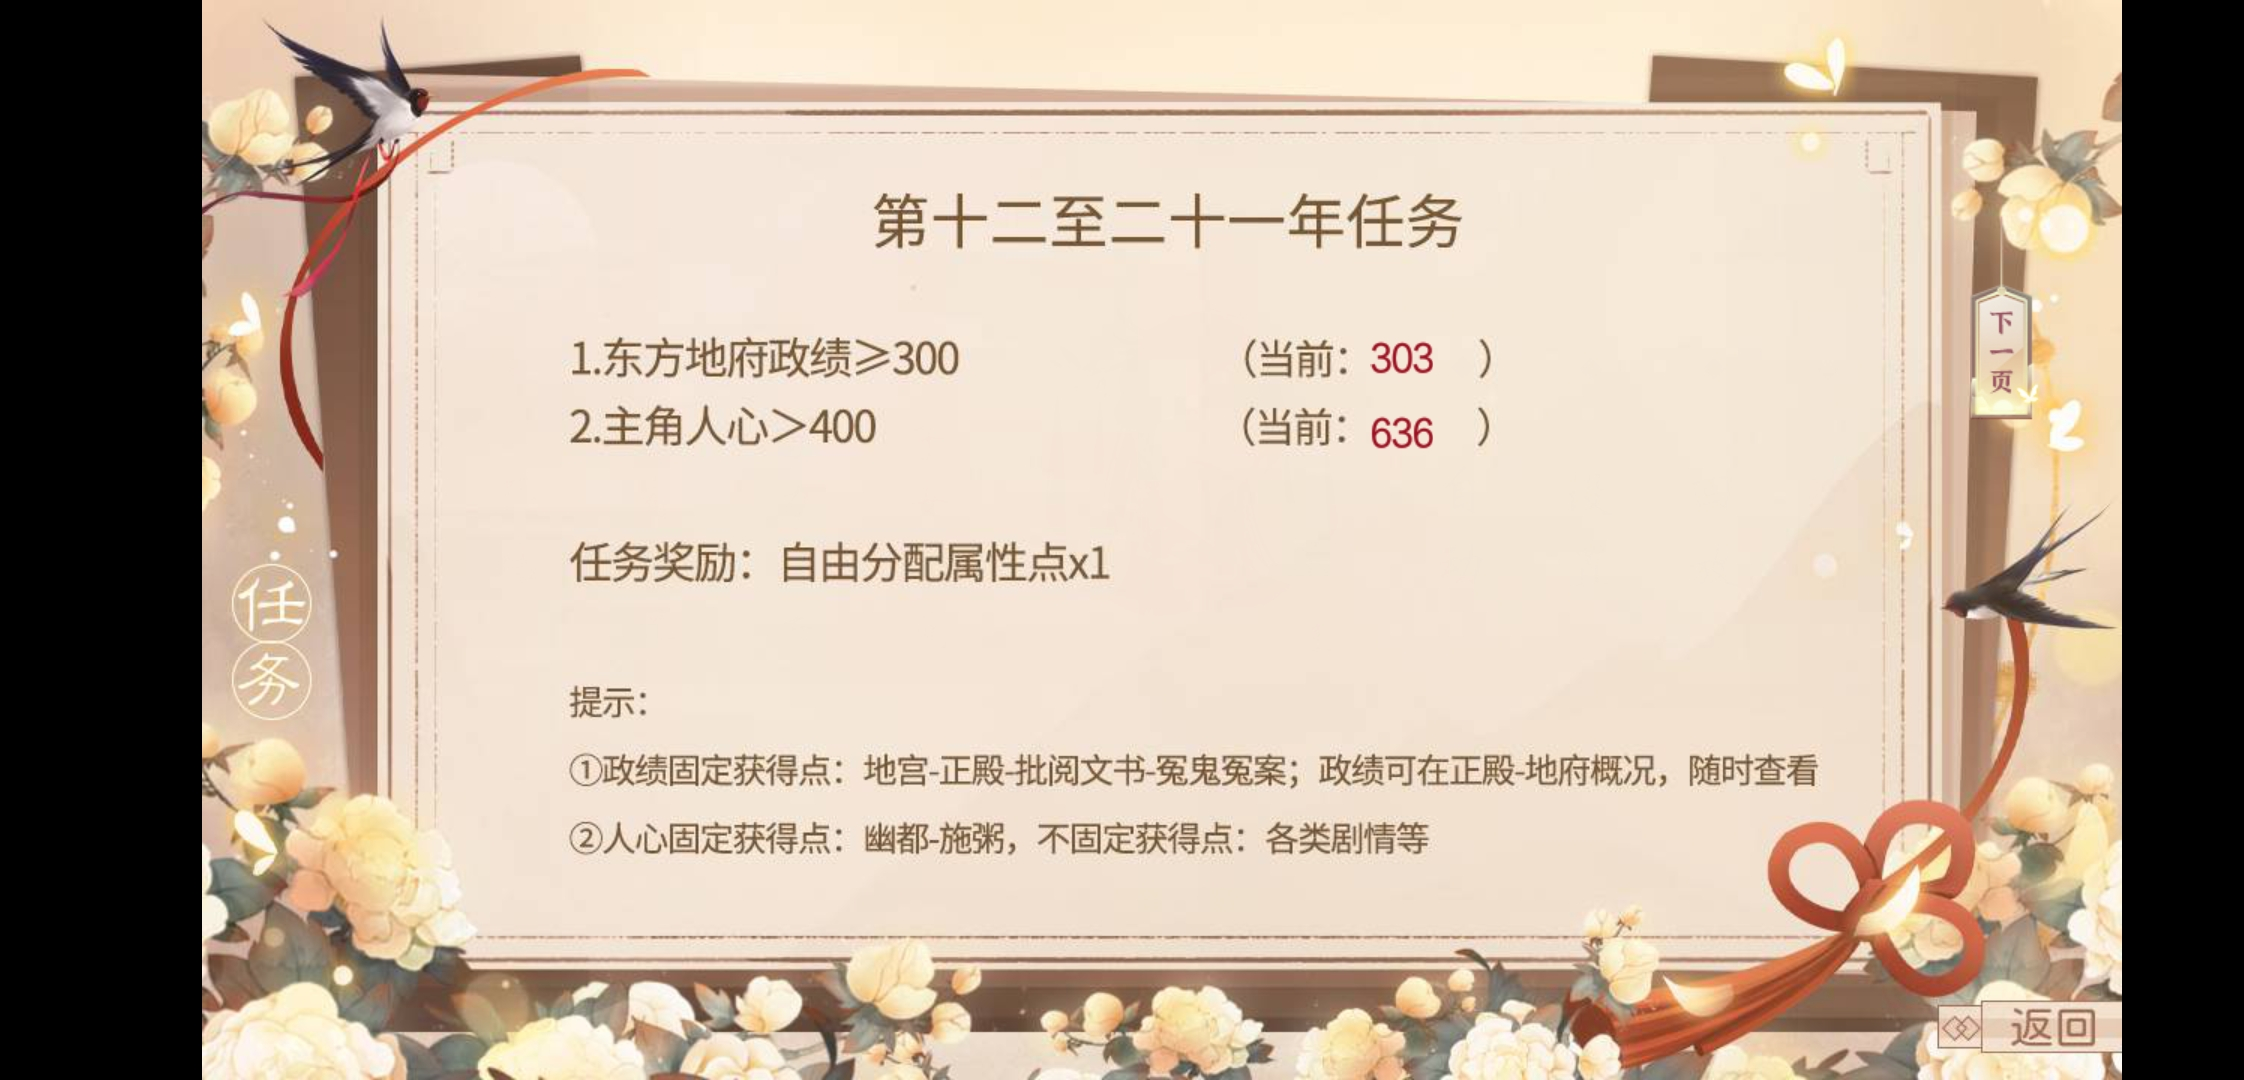 第十二至二十一年任务
1.东方地府政绩≥300 （当前：303 ）
2.主角人心＞400 （当前：636 ）
任务奖励：自由分配属性点x1
提示：
①政绩固定获得点：地宫-正殿-批阅文书-冤鬼冤案；政绩可在正殿-地府概况，随时查看
②人心固定获得点：幽都-施粥，不固定获得点：各类剧情等
下一页
任务
返回